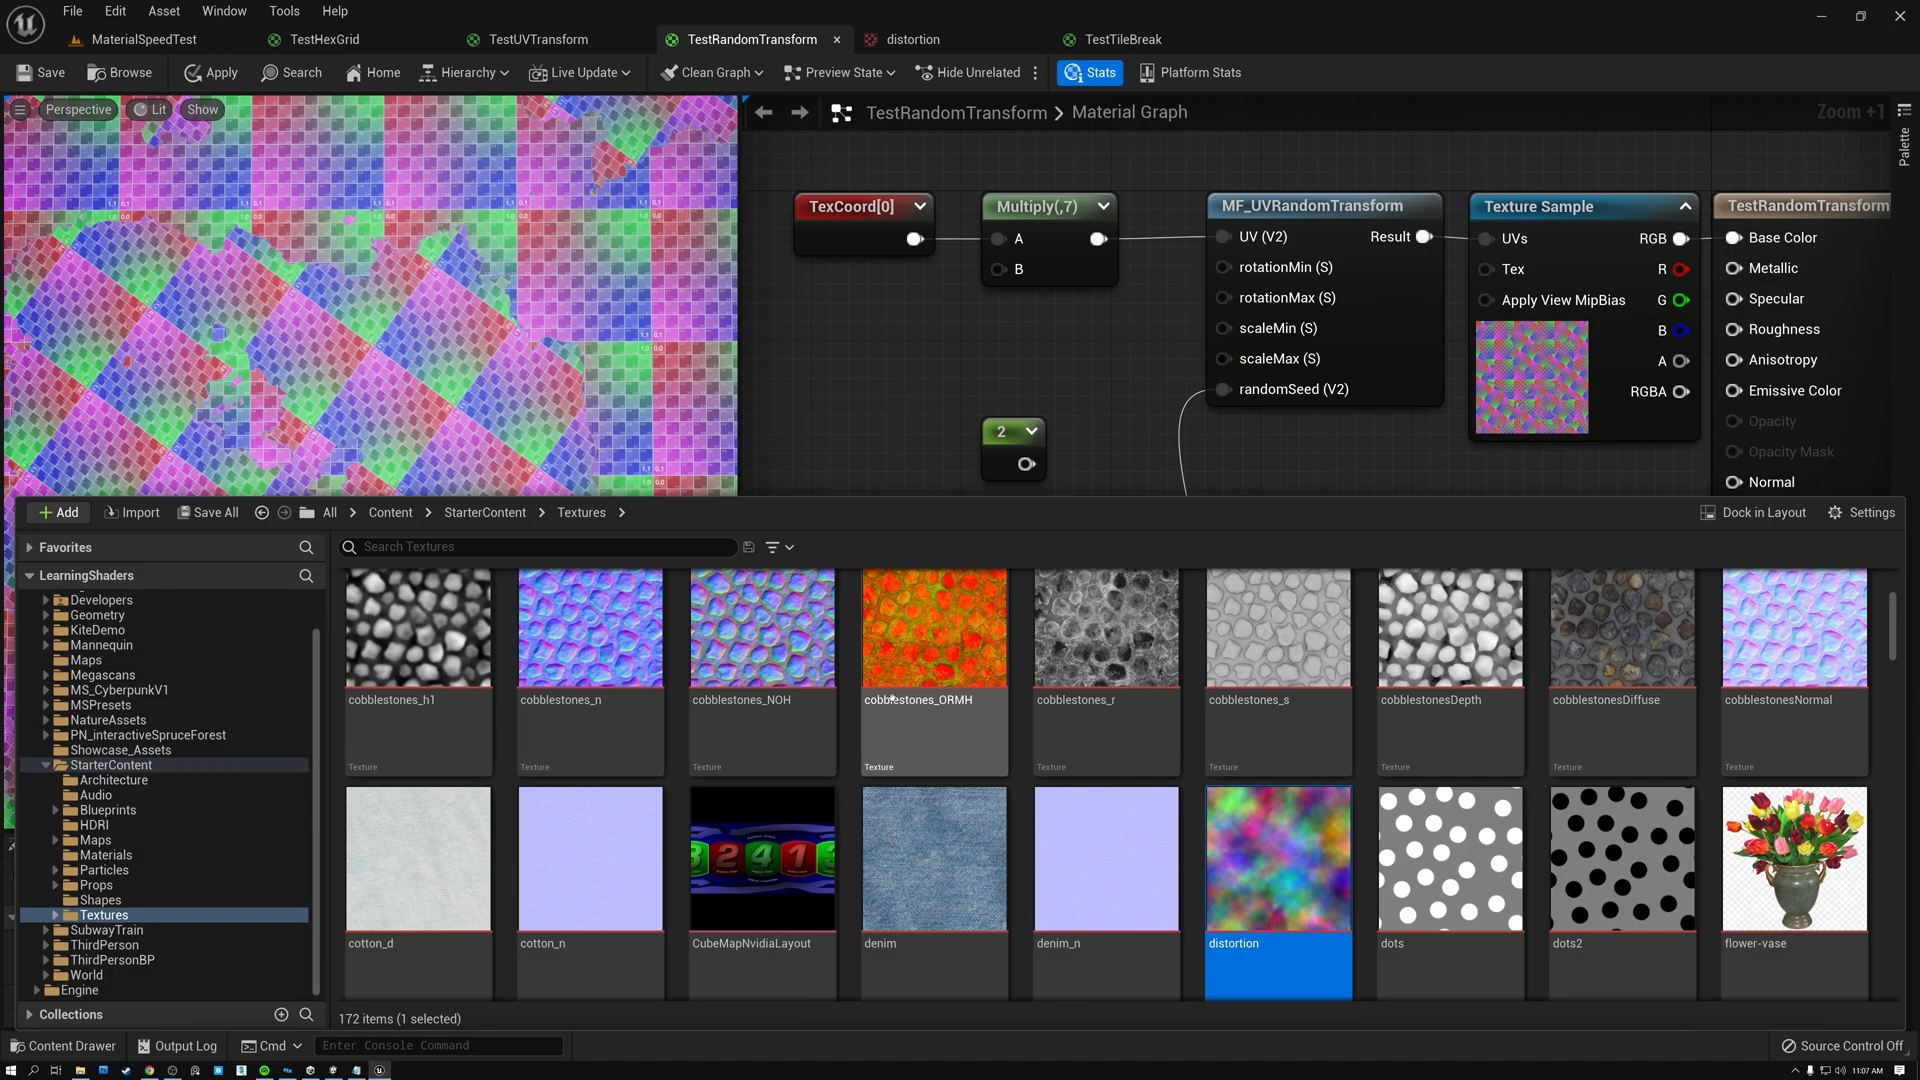 File Edit Asset Window Tools Help
MaterialSpeedTest TestHexGrid TestUVTransform TestRandomTransform × distortion TestTileBreak
Save Browse Apply Search Home Hierarchy Live Update Clean Graph Preview State Hide Unrelated Stats Platform Stats
Perspective Lit Show
TestRandomTransform > Material Graph
Zoom +1
Palette
TexCoord[0]
Multiply(,7)
A
B
MF_UVRandomTransform
UV (V2) Result
rotationMin (S)
rotationMax (S)
scaleMin (S)
scaleMax (S)
randomSeed (V2)
2
Texture Sample
UVs RGB
Tex R
Apply View MipBias G
B
A
RGBA
TestRandomTransform
Base Color
Metallic
Specular
Roughness
Anisotropy
Emissive Color
Opacity
Opacity Mask
Normal
+ Add Import Save All All > Content > StarterContent > Textures > Dock in Layout Settings
Favorites
Search Textures
LearningShaders
Developers
Geometry
KiteDemo
Mannequin
Maps
Megascans
MS_CyberpunkV1
MSPresets
NatureAssets
PN_interactiveSpruceForest
Showcase_Assets
StarterContent
Architecture
Audio
Blueprints
HDRI
Maps
Materials
Particles
Props
Shapes
Textures
SubwayTrain
ThirdPerson
ThirdPersonBP
World
Engine
Collections
cobblestones_h1 cobblestones_n cobblestones_NOH cobblestones_ORMH cobblestones_r cobblestones_s cobblestonesDepth cobblestonesDiffuse cobblestonesNormal
Texture Texture Texture Texture Texture Texture Texture Texture Texture
cotton_d cotton_n CubeMapNvidiaLayout denim denim_n distortion dots dots2 flower-vase
172 items (1 selected)
Content Drawer Output Log Cmd Enter Console Command Source Control Off
11:07 AM